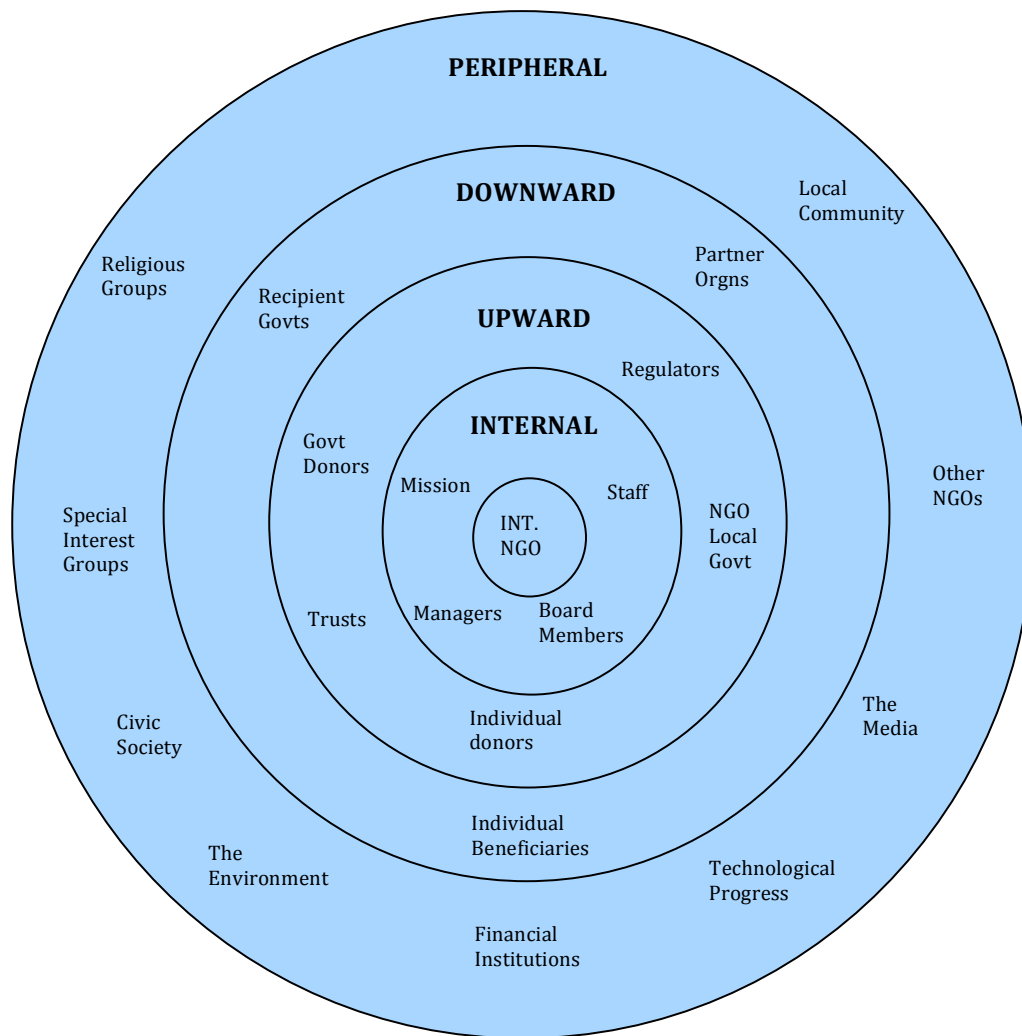 PERIPHERAL
DOWNWARD
Local
Community
Partner
Orgns
Religious
Groups
Recipient
Govts
UPWARD
Regulators
INTERNAL
Govt
Donors
Mission
Staff
Other
NGOs
Special
Interest
Groups
INT.
NGO
NGO
Local
Govt
Trusts
Managers
Board
Members
Civic
Society
Individual
donors
The
Media
Individual
Beneficiaries
The
Environment
Technological
Progress
Financial
Institutions